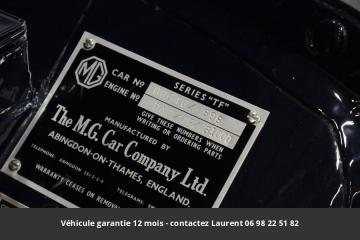 MG
SERIES "TF"
CAR No
ENGINE No
GIVE THESE NUMBERS WHEN
WRITING OR ORDERING PARTS
MANUFACTURED BY
The M.G. Car Company Ltd.
ABINGDON-ON-THAMES, ENGLAND.
TELEPHONE: ABINGDON
WARRANTY CEASES ON REMOVAL
Véhicule garantie 12 mois - contactez Laurent 06 98 22 51 82